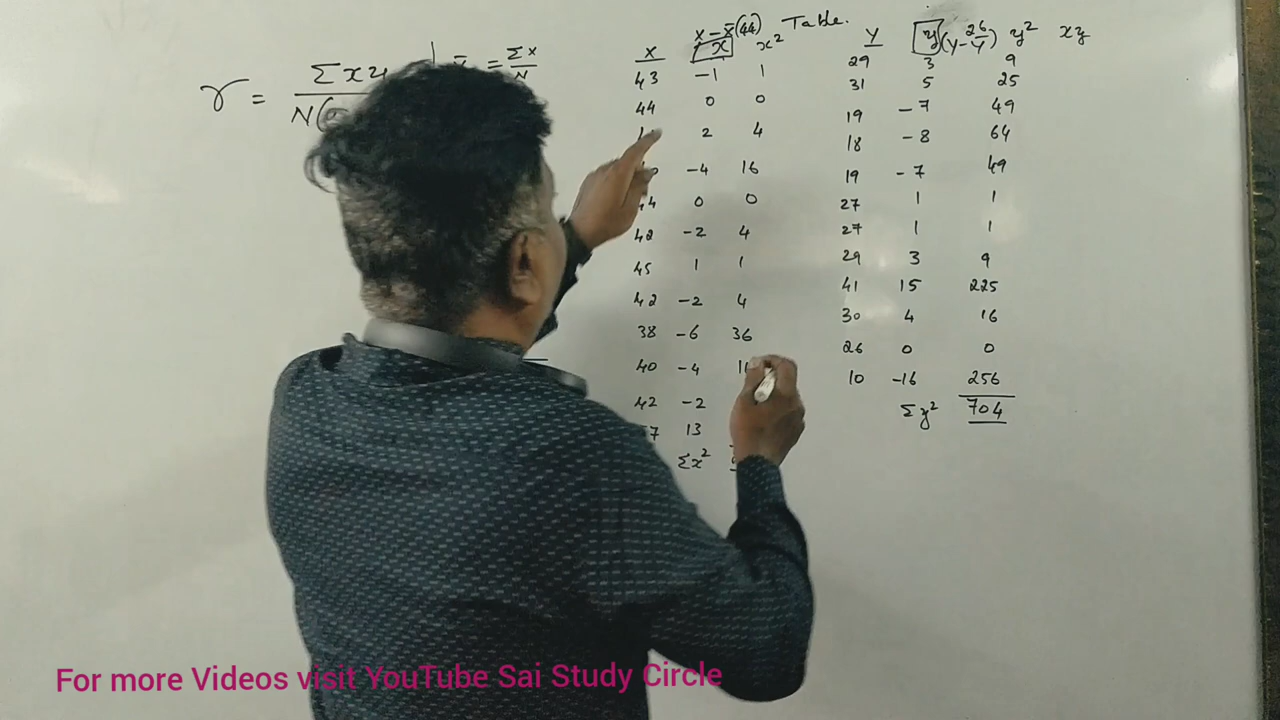 x – x̄ (44) Table.
X x x² Y y (Y–Ȳ) 26 y² xy
43 –1 1 29 3 9
44 0 0 31 5 25
2 4 19 –7 49
–4 16 18 –8 64
0 0 19 –7 49
42 –2 4 27 1 1
45 1 1 27 1 1
42 –2 4 29 3 9
38 –6 36 41 15 225
40 –4 30 4 16
42 –2 26 0 0
13 10 –16 256
Σx² Σy² 704
r = Σxy
N(
= ΣX
N
For more Videos visit YouTube Sai Study Circle